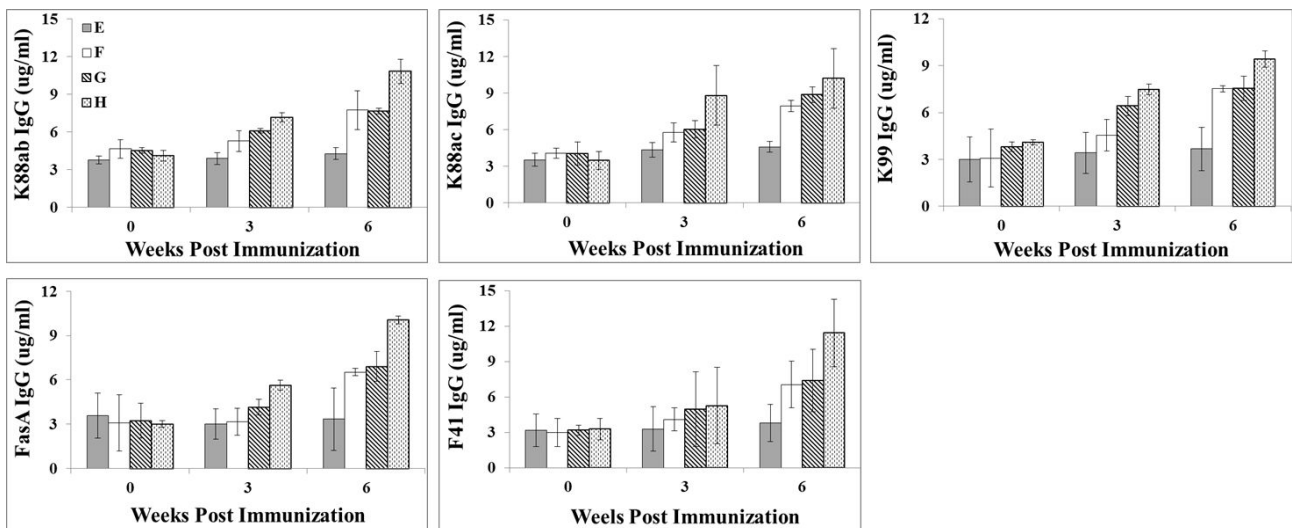 K88ab IgG (ug/ml)
15
12
9
6
3
0
E
F
G
H
0 3 6
Weeks Post Immunization
K88ac IgG (ug/ml)
15
12
9
6
3
0
0 3 6
Weeks Post Immunization
K99 IgG (ug/ml)
12
9
6
3
0
0 3 6
Weeks Post Immunization
FasA IgG (ug/ml)
12
9
6
3
0
0 3 6
Weeks Post Immunization
F41 IgG (ug/ml)
15
12
9
6
3
0
0 3 6
Weels Post Immunization